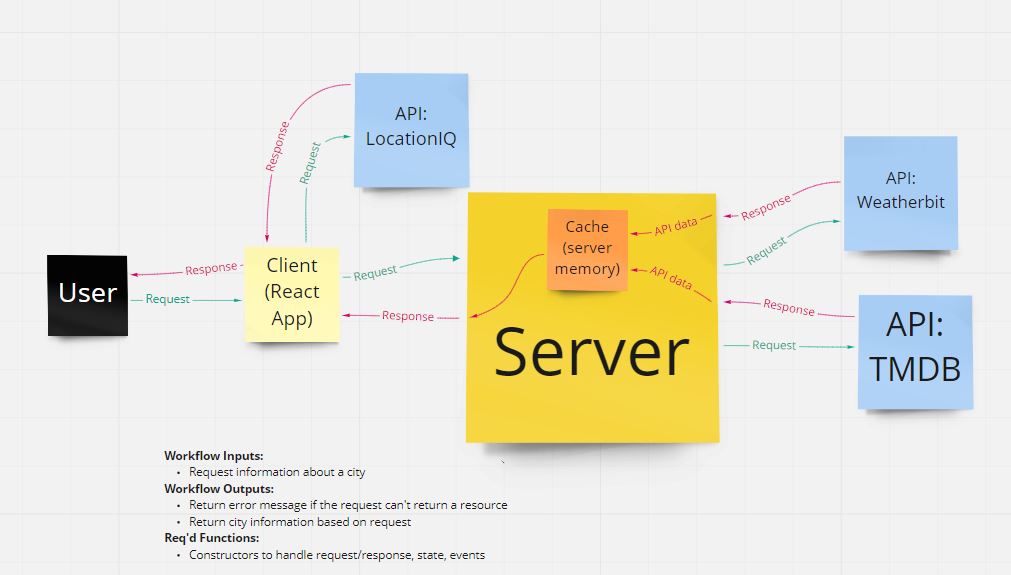 API:
LocationIQ
Response
Request
API:
Weatherbit
Response
Request
Cache
(server
memory)
API data
API data
Client
(React
App)
User
Response
Request
Request
Response
Server
Response
Request
API:
TMDB
Workflow Inputs:
• Request information about a city
Workflow Outputs:
• Return error message if the request can't return a resource
• Return city information based on request
Req'd Functions:
• Constructors to handle request/response, state, events